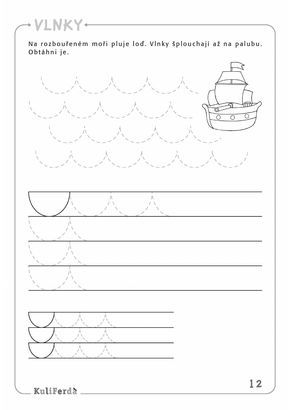 VLNKY
Na rozbouřeném moři pluje loď. Vlnky šplouchají až na palubu.
Obtáhni je.
KuliFerda
12